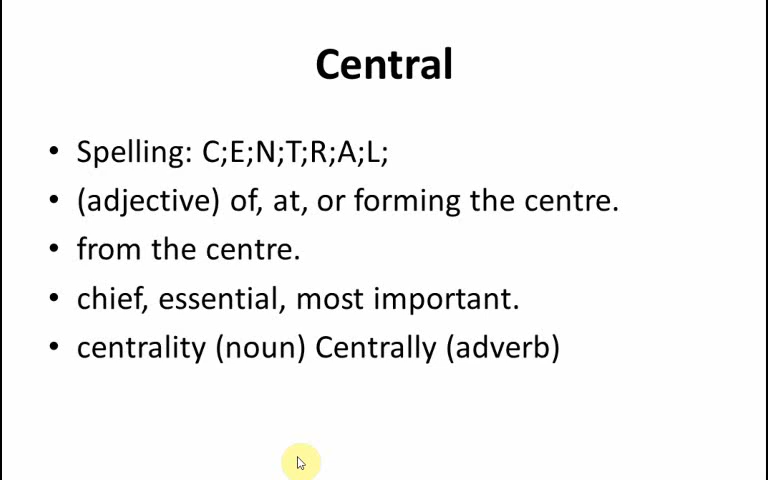 Central
• Spelling: C;E;N;T;R;A;L;
• (adjective) of, at, or forming the centre.
• from the centre.
• chief, essential, most important.
• centrality (noun) Centrally (adverb)